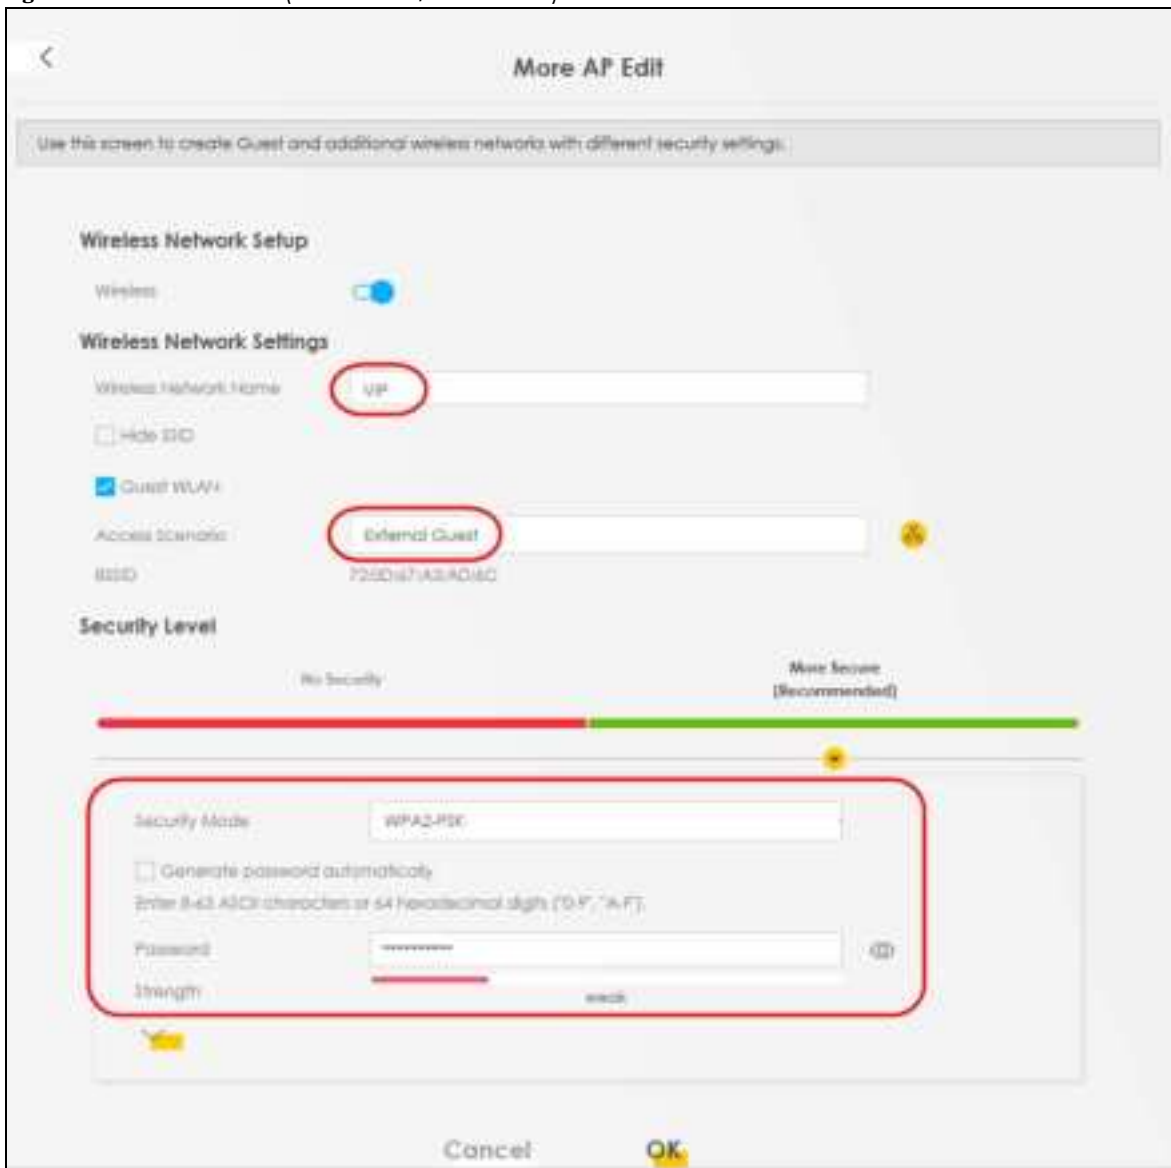 More AP Edit
Use this screen to create Guest and additional wireless networks with different security settings.
Wireless Network Setup
Wireless
Wireless Network Settings
Wireless Network Name VIP
Hide SSID
Guest WLAN
Access Scenario External Guest
BSSID
Security Level
No Security More Secure
(Recommended)
Security Mode WPA2-PSK
Generate password automatically
Enter 8-63 ASCII characters or 64 hexadecimal digits ("0-9", "A-F").
Password ***********
Strength weak
Cancel OK